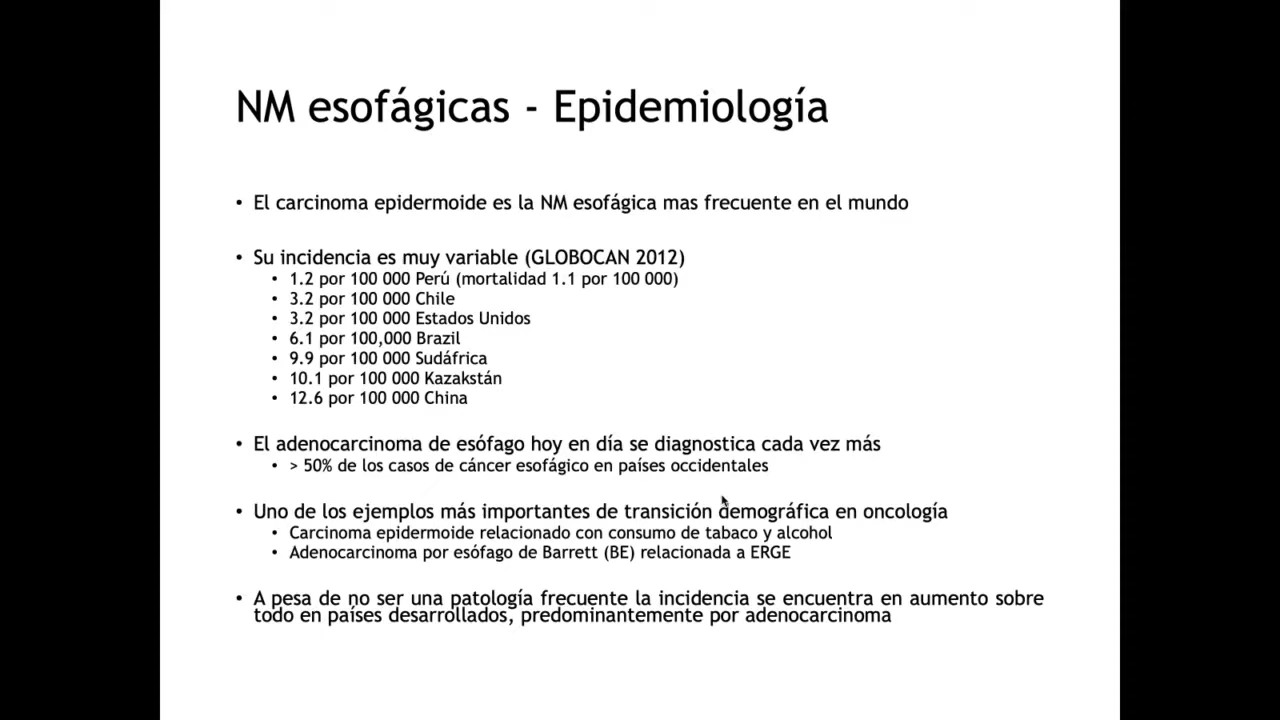 NM esofágicas - Epidemiología
• El carcinoma epidermoide es la NM esofágica mas frecuente en el mundo
• Su incidencia es muy variable (GLOBOCAN 2012)
• 1.2 por 100 000 Perú (mortalidad 1.1 por 100 000)
• 3.2 por 100 000 Chile
• 3.2 por 100 000 Estados Unidos
• 6.1 por 100,000 Brazil
• 9.9 por 100 000 Sudáfrica
• 10.1 por 100 000 Kazakstán
• 12.6 por 100 000 China
• El adenocarcinoma de esófago hoy en día se diagnostica cada vez más
• > 50% de los casos de cáncer esofágico en países occidentales
• Uno de los ejemplos más importantes de transición demográfica en oncología
• Carcinoma epidermoide relacionado con consumo de tabaco y alcohol
• Adenocarcinoma por esófago de Barrett (BE) relacionada a ERGE
• A pesa de no ser una patología frecuente la incidencia se encuentra en aumento sobre
todo en países desarrollados, predominantemente por adenocarcinoma